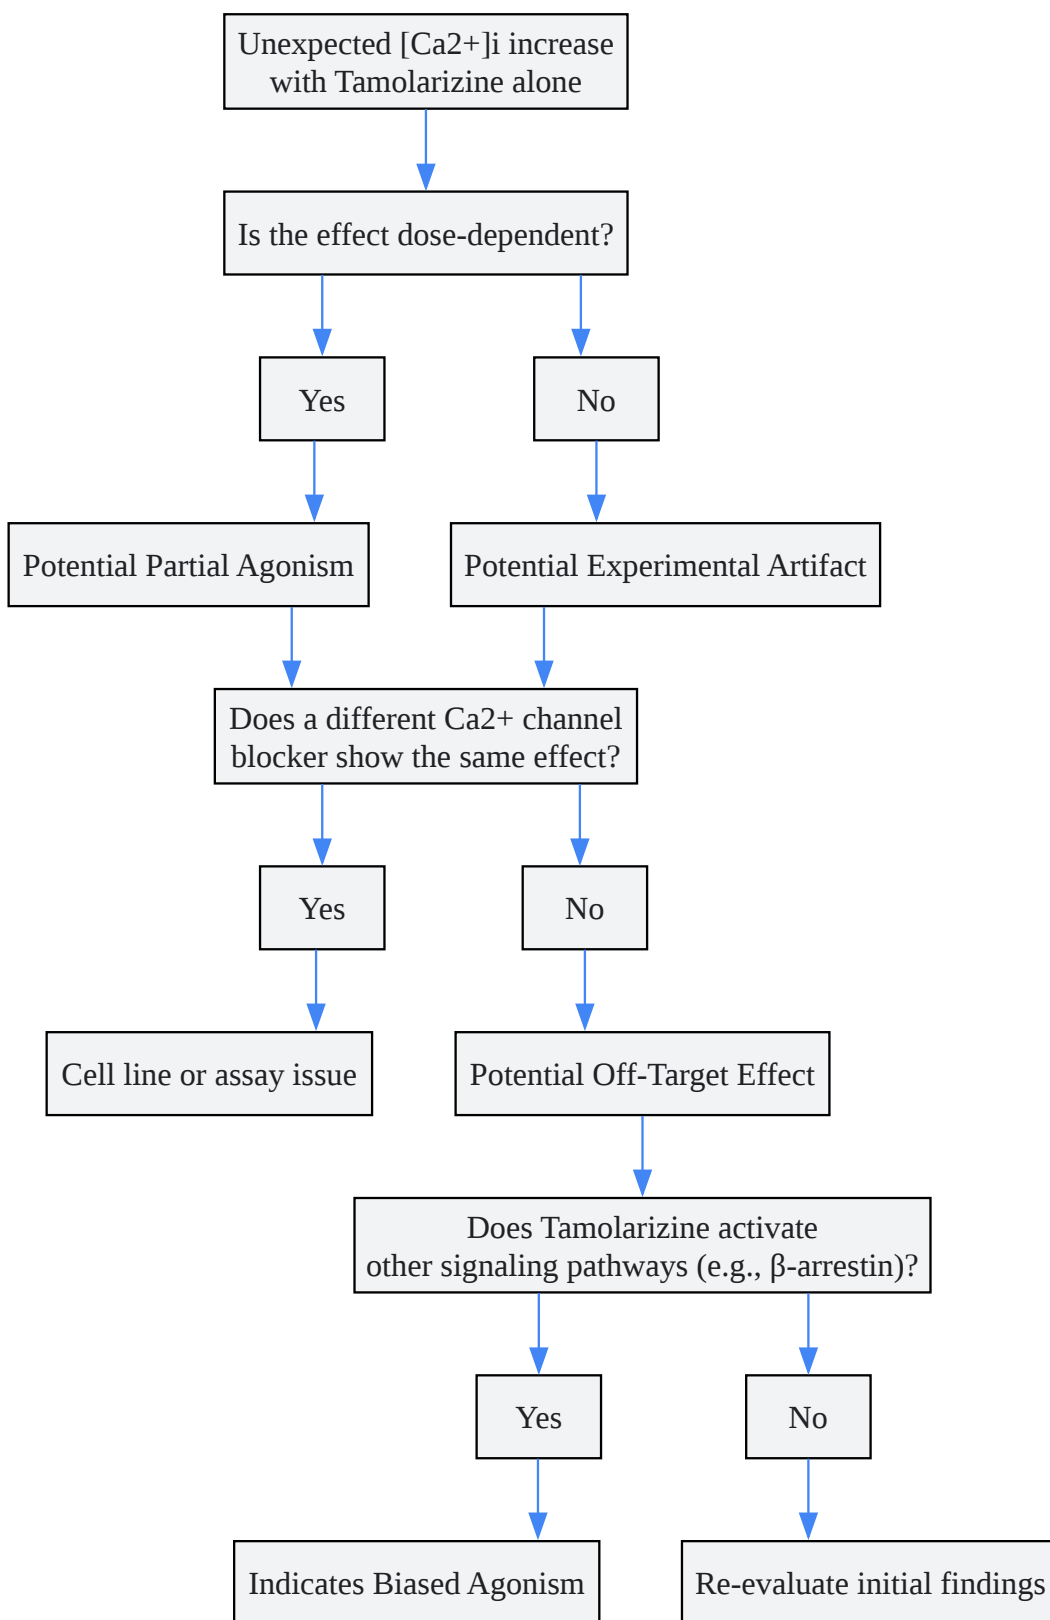 Unexpected [Ca2+]i increase
with Tamolarizine alone
Is the effect dose-dependent?
Yes
No
Potential Partial Agonism
Potential Experimental Artifact
Does a different Ca2+ channel
blocker show the same effect?
Yes
No
Cell line or assay issue
Potential Off-Target Effect
Does Tamolarizine activate
other signaling pathways (e.g., β-arrestin)?
Yes
No
Indicates Biased Agonism
Re-evaluate initial findings